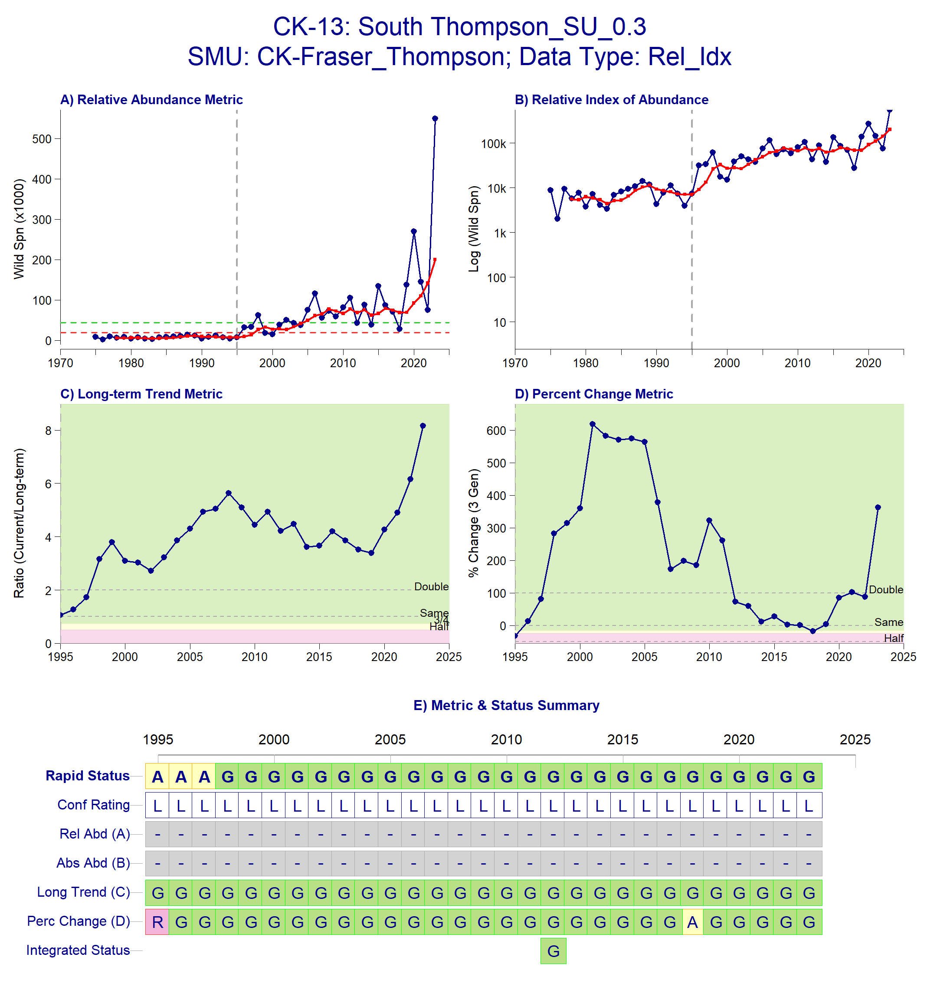 CK-13: South Thompson_SU_0.3
SMU: CK-Fraser_Thompson; Data Type: Rel_Idx
A) Relative Abundance Metric
Wild Spn (x1000)
500
400
300
200
100
0
1970 1980 1990 2000 2010 2020
B) Relative Index of Abundance
Log (Wild Spn)
100k
10k
1k
100
10
1970 1980 1990 2000 2010 2020
C) Long-term Trend Metric
Ratio (Current/Long-term)
8
6
4
2
0
Double
Same
3/4
Half
1995 2000 2005 2010 2015 2020 2025
D) Percent Change Metric
% Change (3 Gen)
600
500
400
300
200
100
0
Double
Same
Half
1995 2000 2005 2010 2015 2020 2025
E) Metric & Status Summary
1995 2000 2005 2010 2015 2020 2025
Rapid Status A A A G G G G G G G G G G G G G G G G G G G G G G G G G G
Conf Rating L L L L L L L L L L L L L L L L L L L L L L L L L L L L L
Rel Abd (A) - - - - - - - - - - - - - - - - - - - - - - - - - - - - -
Abs Abd (B) - - - - - - - - - - - - - - - - - - - - - - - - - - - - -
Long Trend (C) G G G G G G G G G G G G G G G G G G G G G G G G G G G G G
Perc Change (D) R G G G G G G G G G G G G G G G G G G G G G G A G G G G G
Integrated Status G